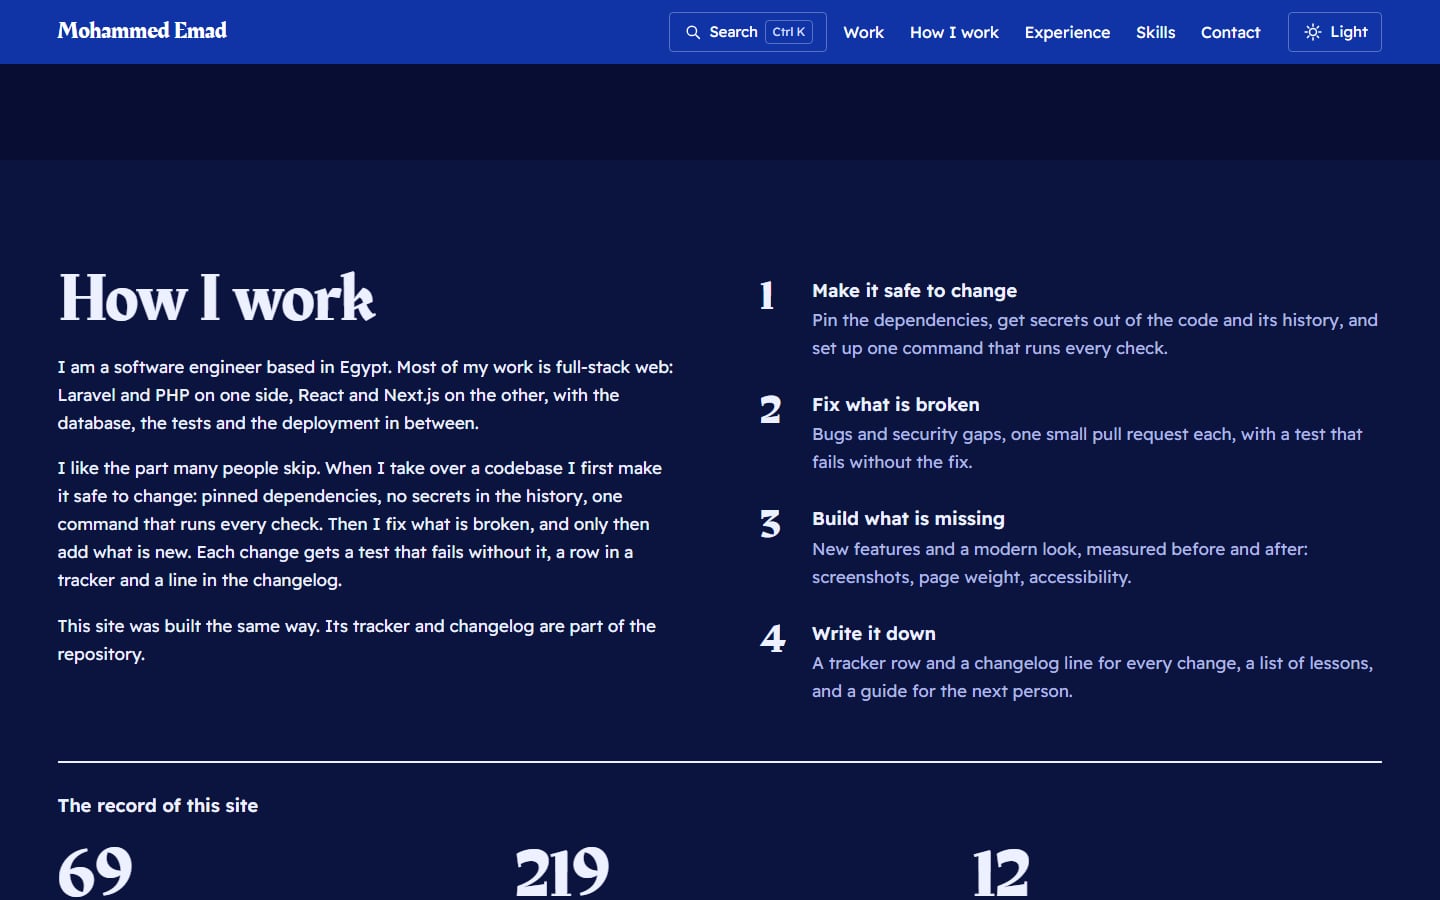 Mohammed Emad
Search Ctrl K Work How I work Experience Skills Contact Light
How I work
I am a software engineer based in Egypt. Most of my work is full-stack web:
Laravel and PHP on one side, React and Next.js on the other, with the
database, the tests and the deployment in between.
I like the part many people skip. When I take over a codebase I first make
it safe to change: pinned dependencies, no secrets in the history, one
command that runs every check. Then I fix what is broken, and only then
add what is new. Each change gets a test that fails without it, a row in a
tracker and a line in the changelog.
This site was built the same way. Its tracker and changelog are part of the
repository.
1 Make it safe to change
Pin the dependencies, get secrets out of the code and its history, and
set up one command that runs every check.
2 Fix what is broken
Bugs and security gaps, one small pull request each, with a test that
fails without the fix.
3 Build what is missing
New features and a modern look, measured before and after:
screenshots, page weight, accessibility.
4 Write it down
A tracker row and a changelog line for every change, a list of lessons,
and a guide for the next person.
The record of this site
69 219 12